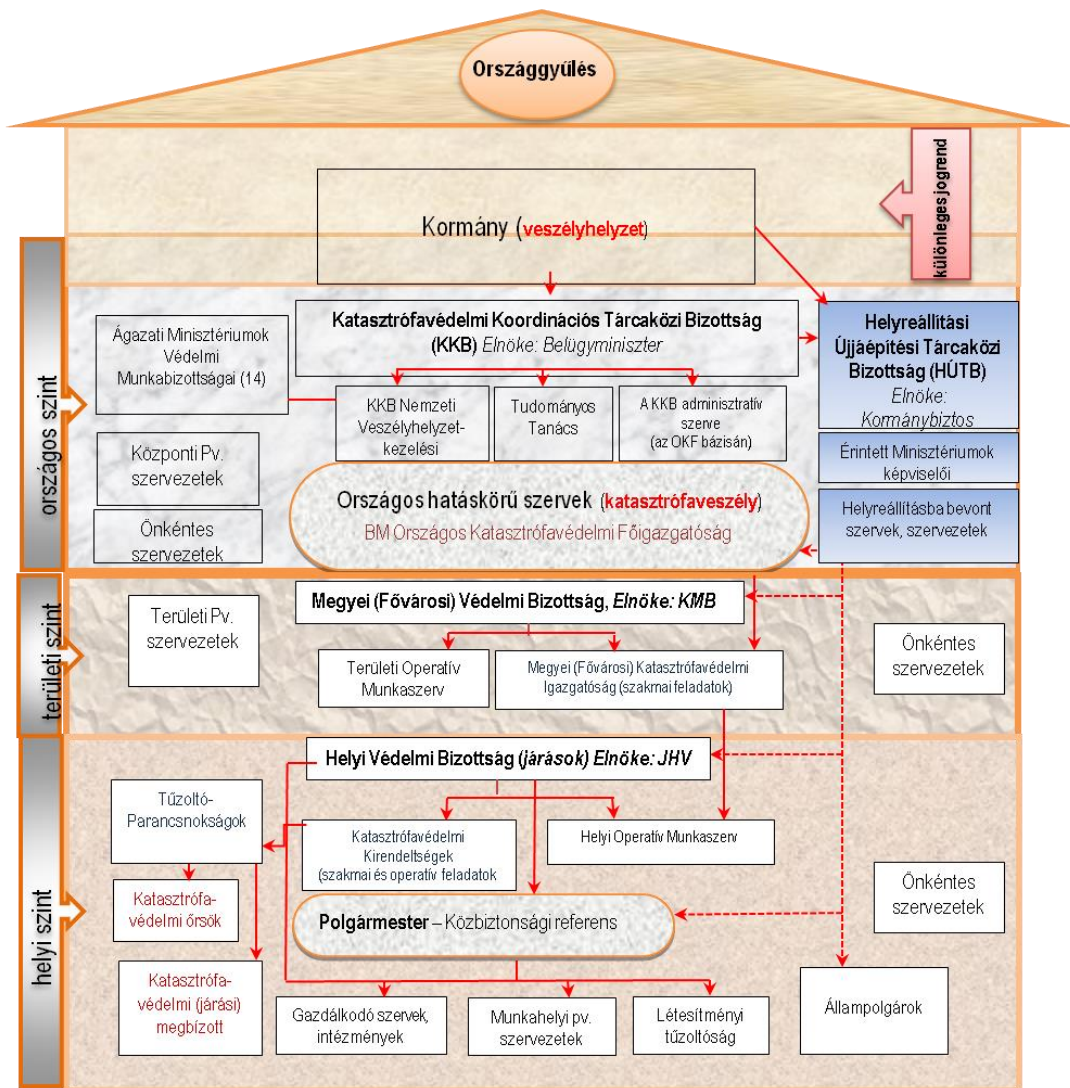 Országgyűlés
különleges jogrend
Kormány (veszélyhelyzet)
országos szint
Katasztrófavédelmi Koordinációs Tárcaközi Bizottság
(KKB) Elnöke: Belügyminiszter
Ágazati Minisztériumok
Védelmi
Munkabizottságai (14)
Helyreállítási
Újjáépítési Tárcaközi
Bizottság (HÚTB)
Elnöke:
Kormánybiztos
KKB Nemzeti
Veszélyhelyzet-
kezelési
Tudományos
Tanács
A KKB adminisztratív
szerve
(az OKF bázisán)
Központi Pv.
szervezetek
Érintett Minisztériumok
képviselői
Országos hatáskörű szervek (katasztrófaveszély)
BM Országos Katasztrófavédelmi Főigazgatóság
Önkéntes
szervezetek
Helyreállításba bevont
szervek, szervezetek
területi szint
Megyei (Fővárosi) Védelmi Bizottság, Elnöke: KMB
Területi Pv.
szervezetek
Területi Operatív
Munkaszerv
Megyei (Fővárosi) Katasztrófavédelmi
Igazgatóság (szakmai feladatok)
Önkéntes
szervezetek
helyi szint
Helyi Védelmi Bizottság (járások) Elnöke: JHV
Tűzoltó-
Parancsnokságok
Katasztrófavédelmi
Kirendeltségek
(szakmai és operatív feladatok
Helyi Operatív Munkaszerv
Katasztrófa-
védelmi őrsök
Polgármester – Közbiztonsági referens
Önkéntes
szervezetek
Katasztrófa-
védelmi (járási)
megbízott
Gazdálkodó szervek,
intézmények
Munkahelyi pv.
szervezetek
Létesítményi
tűzoltóság
Állampolgárok